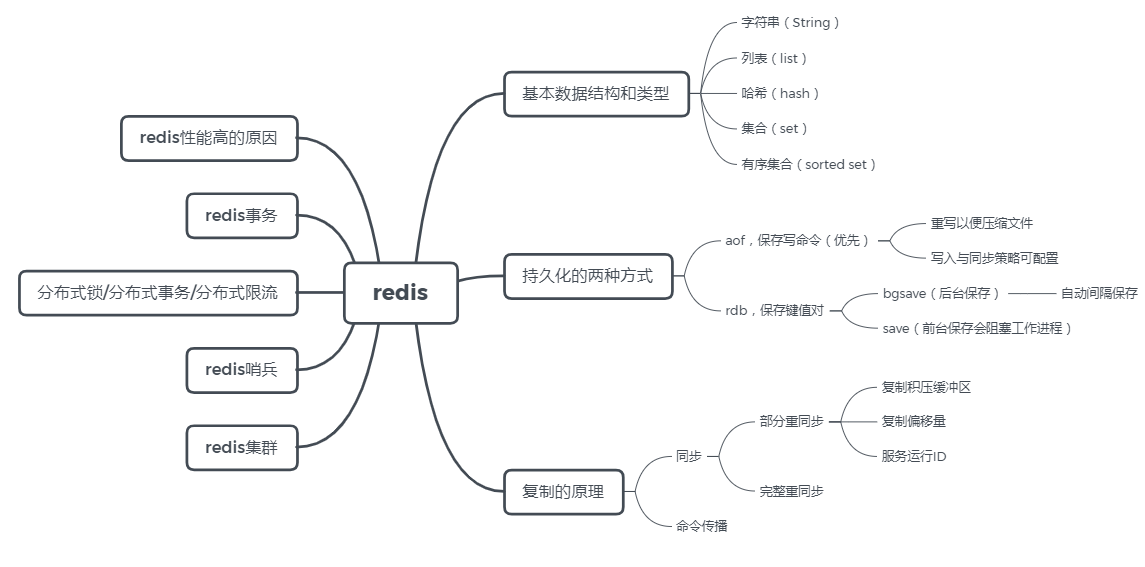 redis
基本数据结构和类型
字符串（String）
列表（list）
哈希（hash）
集合（set）
有序集合（sorted set）
持久化的两种方式
aof，保存写命令（优先）
重写以便压缩文件
写入与同步策略可配置
rdb，保存键值对
bgsave（后台保存）
自动间隔保存
save（前台保存会阻塞工作进程）
复制的原理
同步
部分重同步
复制积压缓冲区
复制偏移量
服务运行ID
完整重同步
命令传播
redis性能高的原因
redis事务
分布式锁/分布式事务/分布式限流
redis哨兵
redis集群